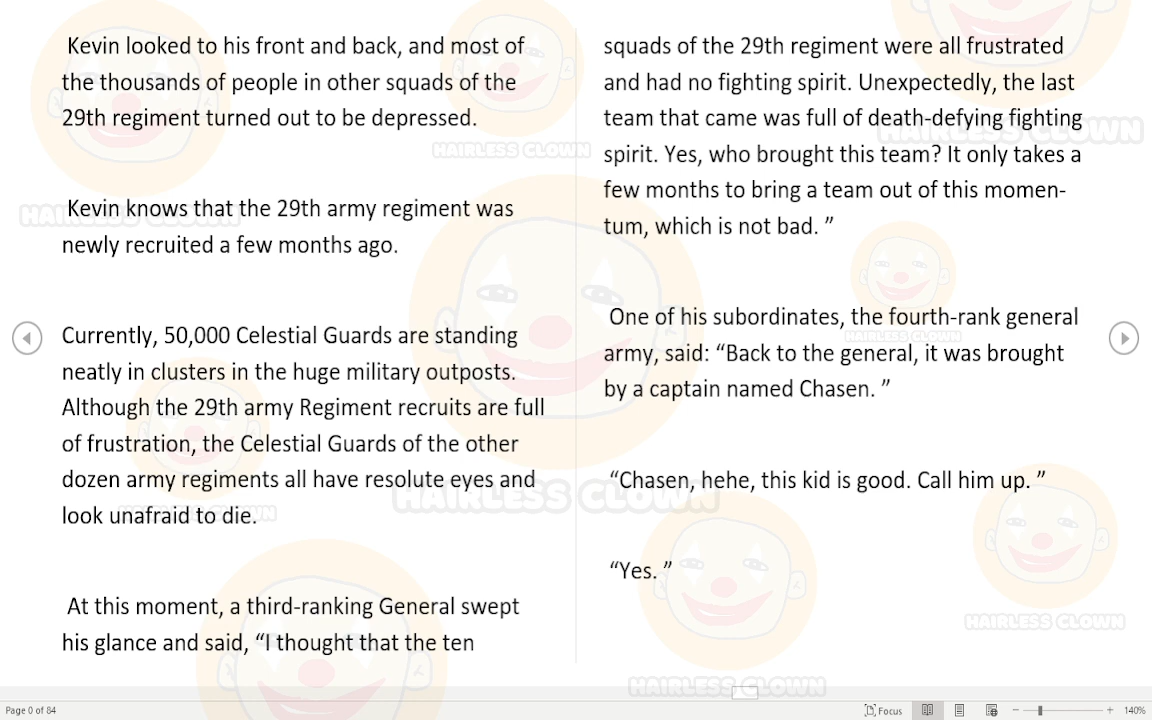 Kevin looked to his front and back, and most of
the thousands of people in other squads of the
29th regiment turned out to be depressed.
Kevin knows that the 29th army regiment was
newly recruited a few months ago.
Currently, 50,000 Celestial Guards are standing
neatly in clusters in the huge military outposts.
Although the 29th army Regiment recruits are full
of frustration, the Celestial Guards of the other
dozen army regiments all have resolute eyes and
look unafraid to die.
At this moment, a third-ranking General swept
his glance and said, “I thought that the ten
squads of the 29th regiment were all frustrated
and had no fighting spirit. Unexpectedly, the last
team that came was full of death-defying fighting
spirit. Yes, who brought this team? It only takes a
few months to bring a team out of this momen-
tum, which is not bad. ”
One of his subordinates, the fourth-rank general
army, said: “Back to the general, it was brought
by a captain named Chasen. ”
“Chasen, hehe, this kid is good. Call him up. ”
“Yes. ”
HAIRLESS CLOWN
HAIRLESS CLOWN
HAIRLESS CLOWN
HAIRLESS CLOWN
HAIRLESS CLOWN
HAIRLESS CLOWN
HAIRLESS CLOWN
HAIRLESS CLOWN
Page 0 of 84
Focus
140%